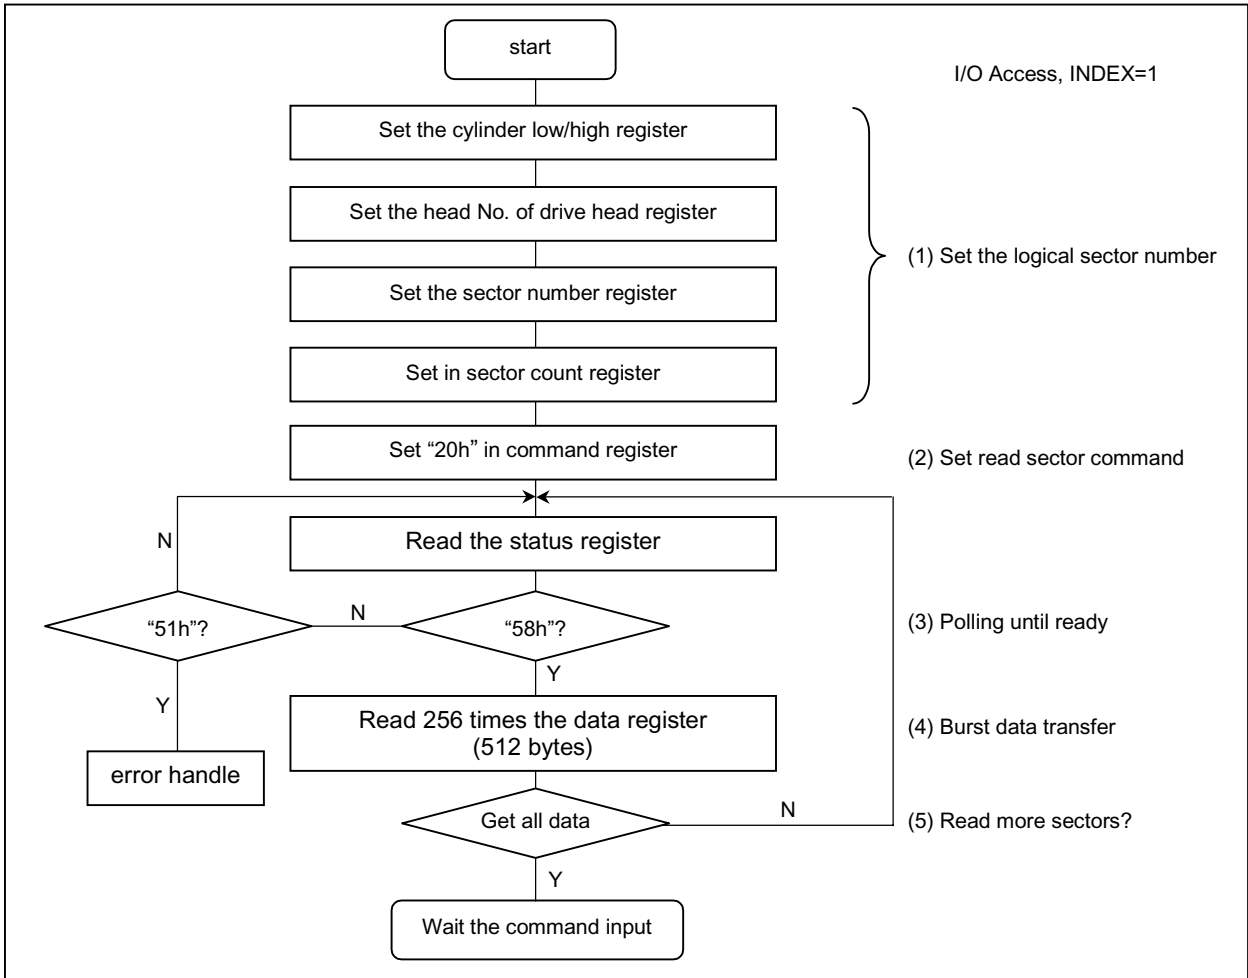 start
I/O Access, INDEX=1
Set the cylinder low/high register
Set the head No. of drive head register
(1) Set the logical sector number
Set the sector number register
Set in sector count register
Set “20h” in command register
(2) Set read sector command
N
Read the status register
“51h”?
N
“58h”?
(3) Polling until ready
Y
Y
Read 256 times the data register
(512 bytes)
(4) Burst data transfer
error handle
Get all data
N
(5) Read more sectors?
Y
Wait the command input